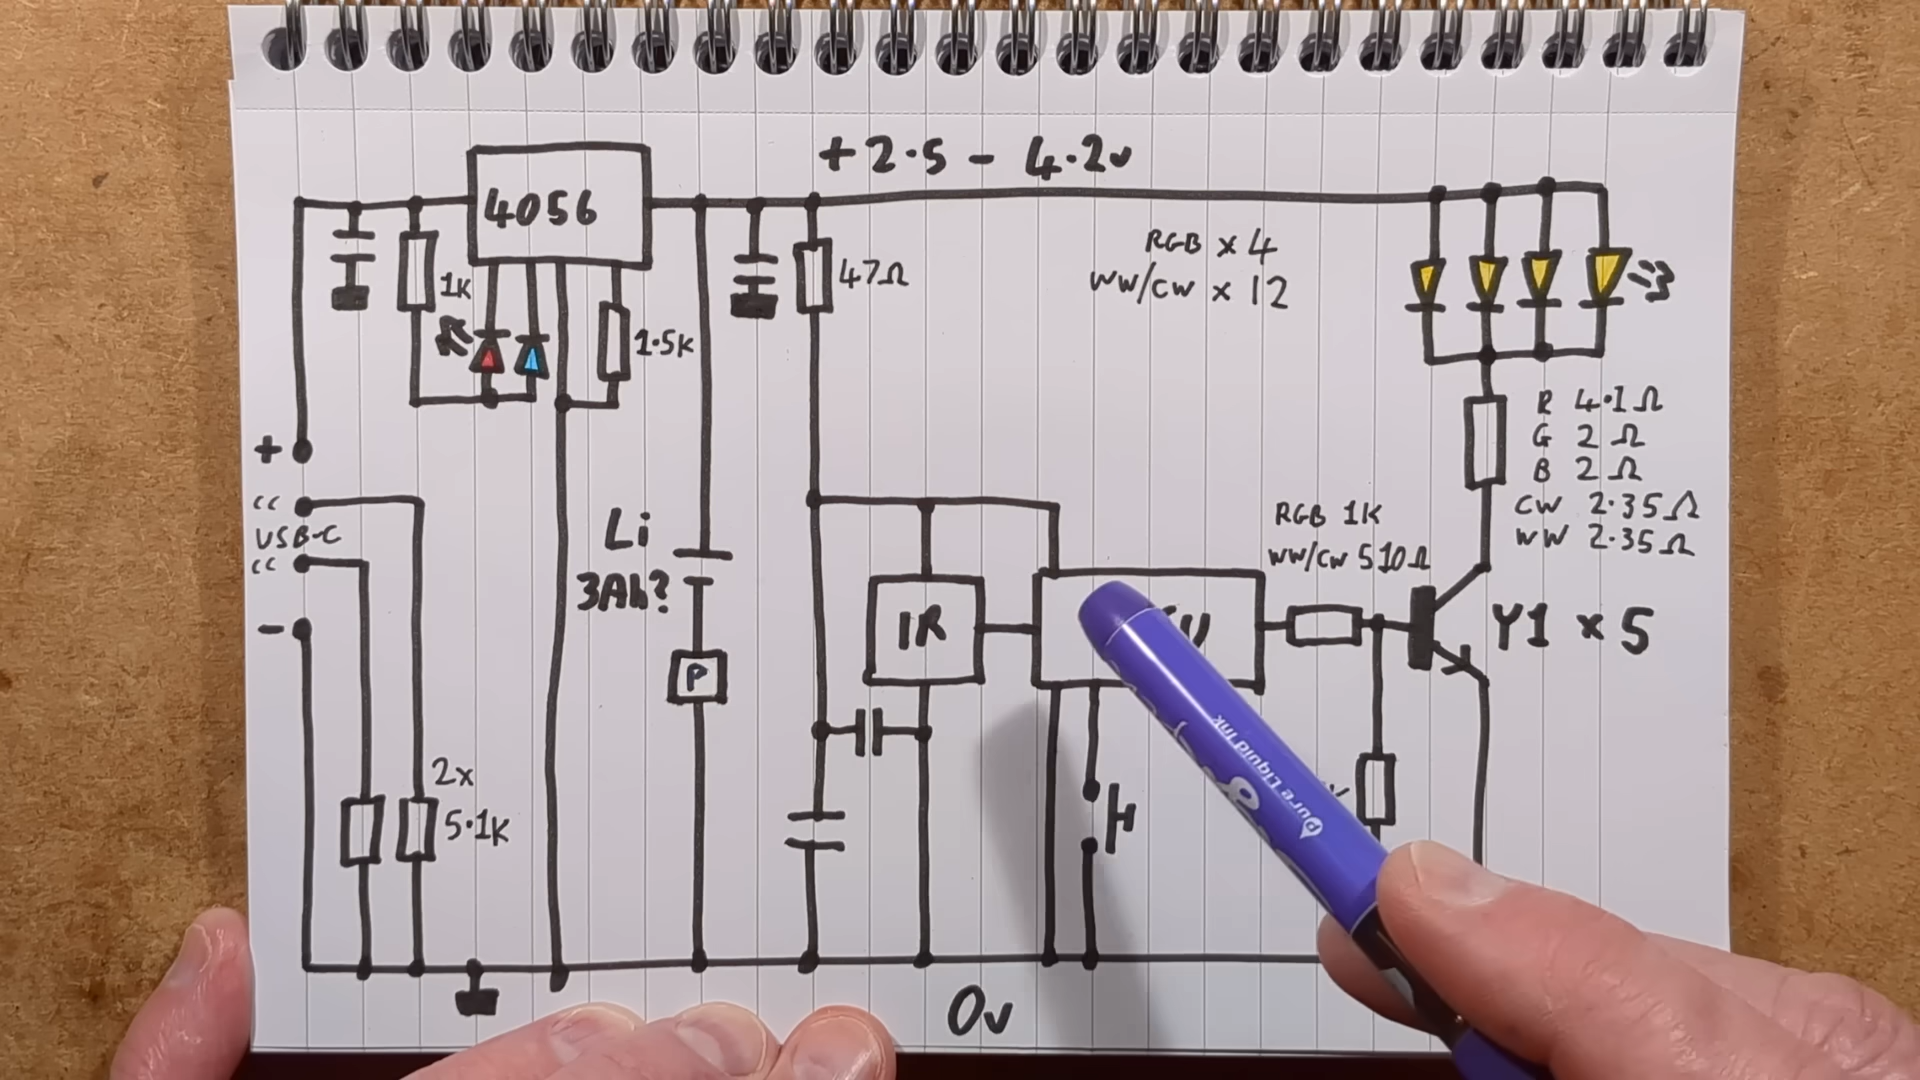 +2.5 - 4.2v
4056
RGB x 4
WW/CW x 12
47Ω
1K
1.5K
R 4.1Ω
G 2Ω
B 2Ω
CW 2.35Ω
WW 2.35Ω
+
CC
USB-C
CC
-
Li
3Ah?
P
RGB 1K
WW/CW 510Ω
IR
Y1 x 5
2x
5.1K
Pure Liquid Ink
0v